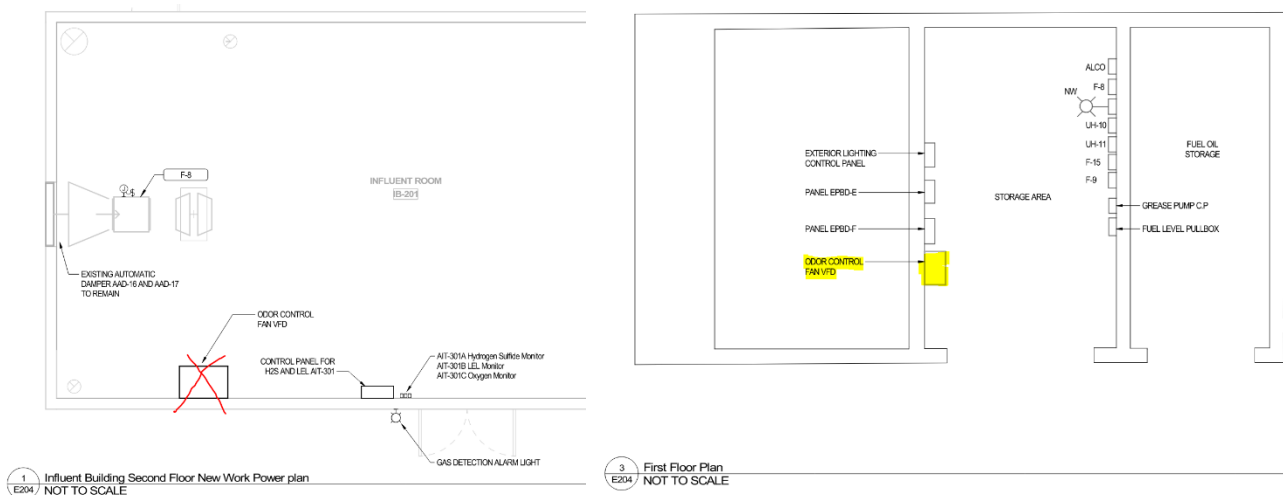 F-8
INFLUENT ROOM
IB-201
EXISTING AUTOMATIC
DAMPER AAD-16 AND AAD-17
TO REMAIN
ODOR CONTROL
FAN VFD
CONTROL PANEL FOR
H2S AND LEL AIT-301
AIT-301A Hydrogen Sulfide Monitor
AIT-301B LEL Monitor
AIT-301C Oxygen Monitor
GAS DETECTION ALARM LIGHT
1
E204
Influent Building Second Floor New Work Power plan
NOT TO SCALE
ALCO
F-8
NW
UH-10
UH-11
F-15
F-9
EXTERIOR LIGHTING
CONTROL PANEL
PANEL EPBD-E
PANEL EPBD-F
ODOR CONTROL
FAN VFD
STORAGE AREA
FUEL OIL
STORAGE
GREASE PUMP C.P
FUEL LEVEL PULLBOX
3
E204
First Floor Plan
NOT TO SCALE